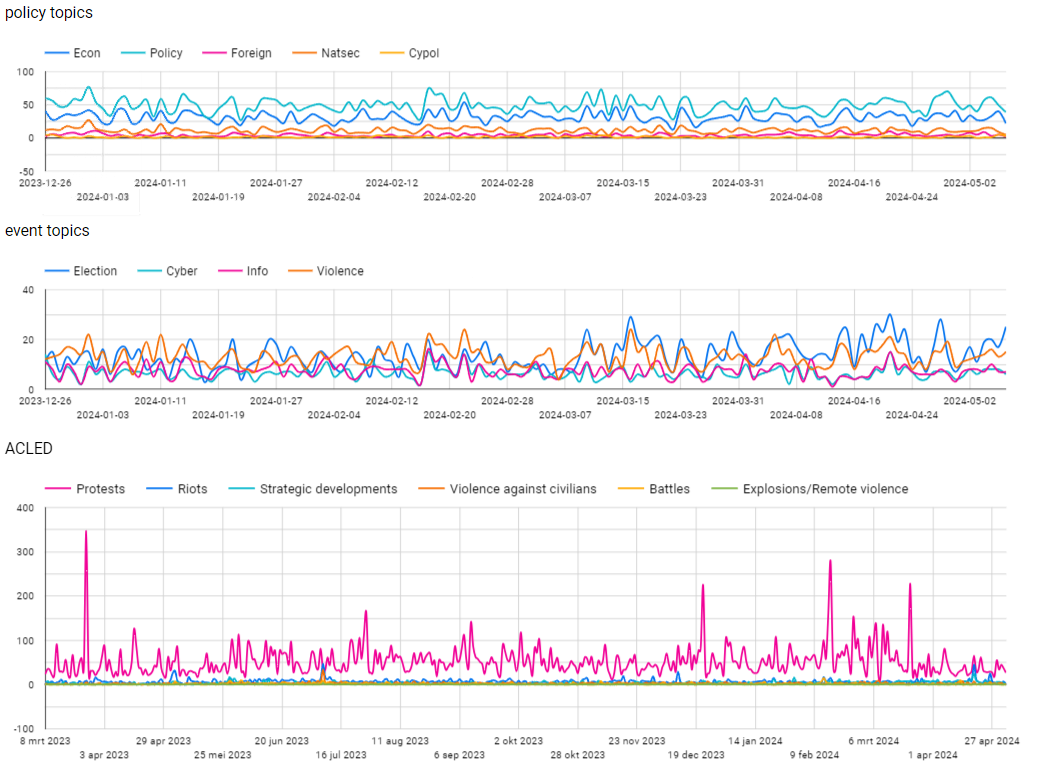 policy topics
Econ Policy Foreign Natsec Cypol
100
50
0
-50
2023-12-26 2024-01-11 2024-01-27 2024-02-12 2024-02-28 2024-03-15 2024-03-31 2024-04-16 2024-05-02
2024-01-03 2024-01-19 2024-02-04 2024-02-20 2024-03-07 2024-03-23 2024-04-08 2024-04-24
event topics
Election Cyber Info Violence
40
20
0
2023-12-26 2024-01-11 2024-01-27 2024-02-12 2024-02-28 2024-03-15 2024-03-31 2024-04-16 2024-05-02
2024-01-03 2024-01-19 2024-02-04 2024-02-20 2024-03-07 2024-03-23 2024-04-08 2024-04-24
ACLED
Protests Riots Strategic developments Violence against civilians Battles Explosions/Remote violence
400
300
200
100
0
-100
8 mrt 2023 29 apr 2023 20 jun 2023 11 aug 2023 2 okt 2023 23 nov 2023 14 jan 2024 6 mrt 2024 27 apr 2024
3 apr 2023 25 mei 2023 16 jul 2023 6 sep 2023 28 okt 2023 19 dec 2023 9 feb 2024 1 apr 2024